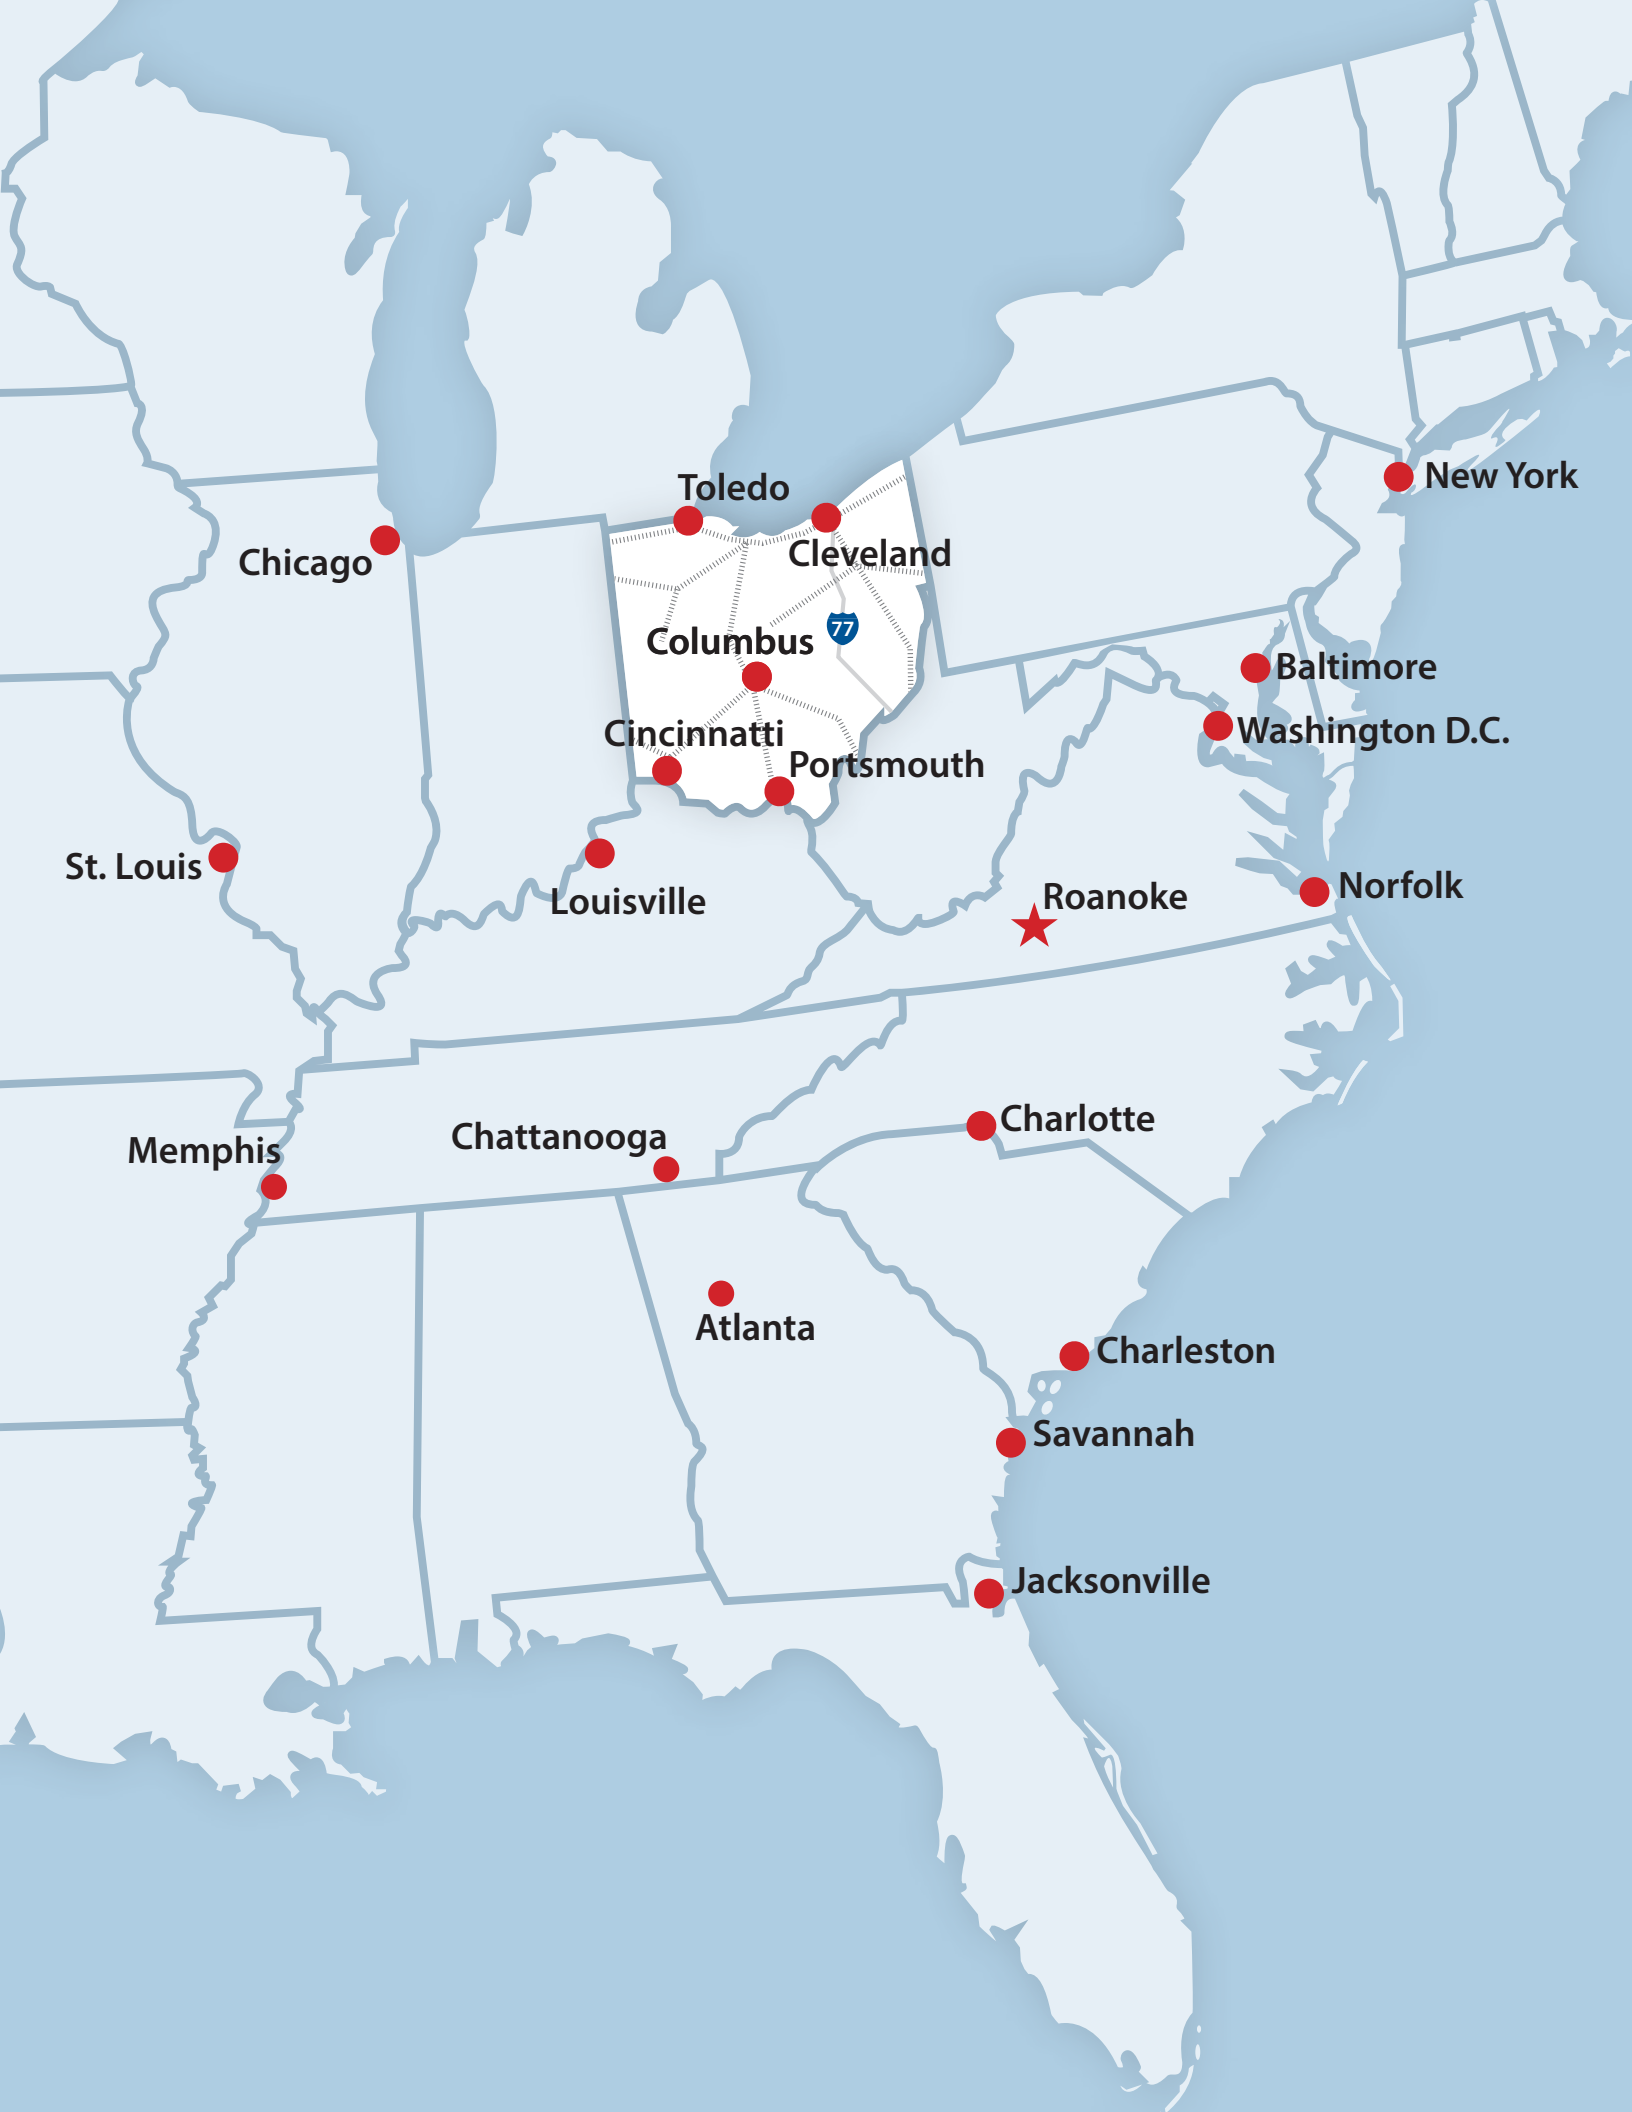 New York
Toledo
Cleveland
Chicago
77
Columbus
Baltimore
Washington D.C.
Cincinnatti
Portsmouth
St. Louis
Louisville
Roanoke
Norfolk
Charlotte
Chattanooga
Memphis
Atlanta
Charleston
Savannah
Jacksonville